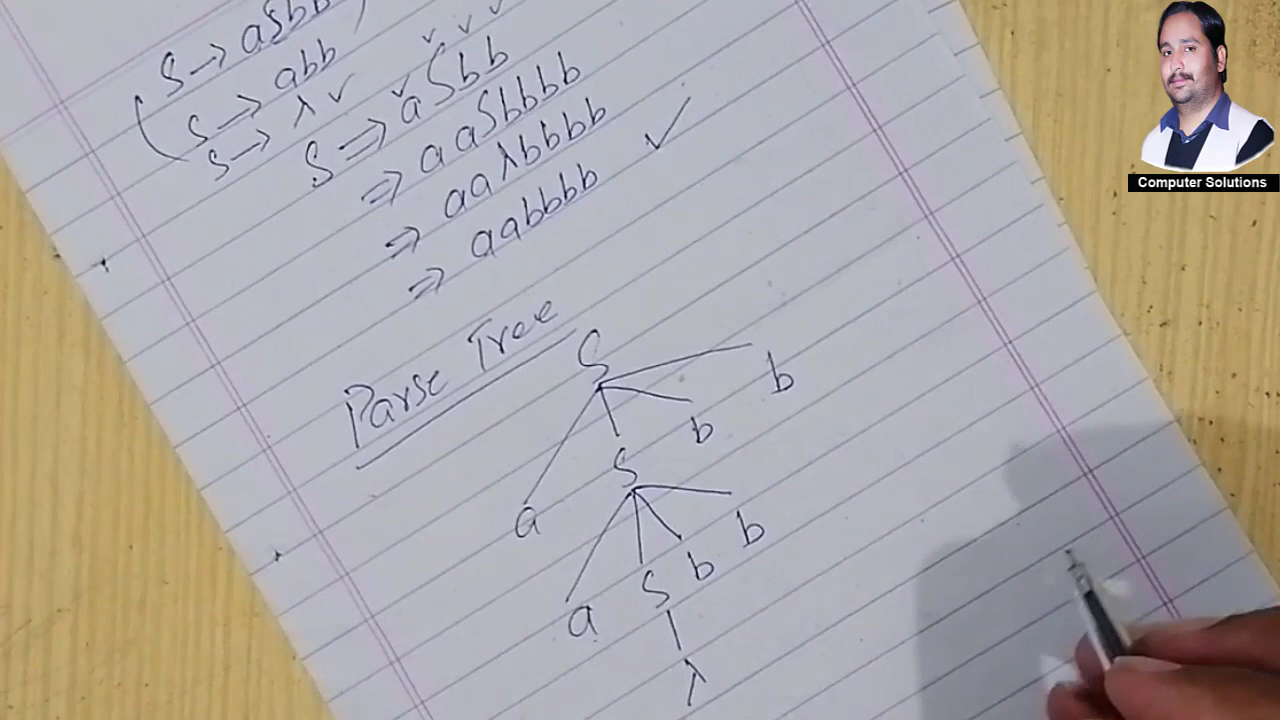 S → aSbb
( S → abb
S → λ ✓
S ⇒ aSbb
⇒ aaSbbbb
⇒ aaλbbbb
⇒ aabbbb ✓
Parse Tree
S
a S b b
a S b b
λ
Computer Solutions